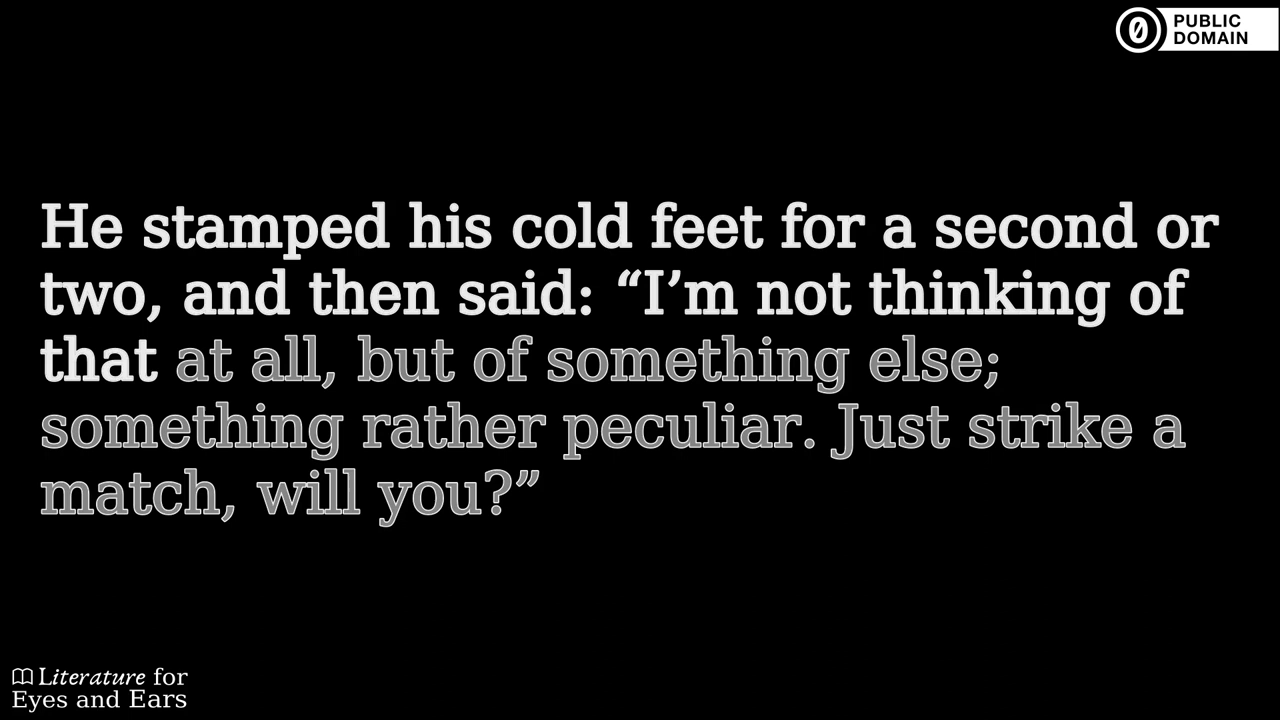 PUBLIC
DOMAIN
He stamped his cold feet for a second or
two, and then said: “I’m not thinking of
that at all, but of something else;
something rather peculiar. Just strike a
match, will you?”
Literature for
Eyes and Ears